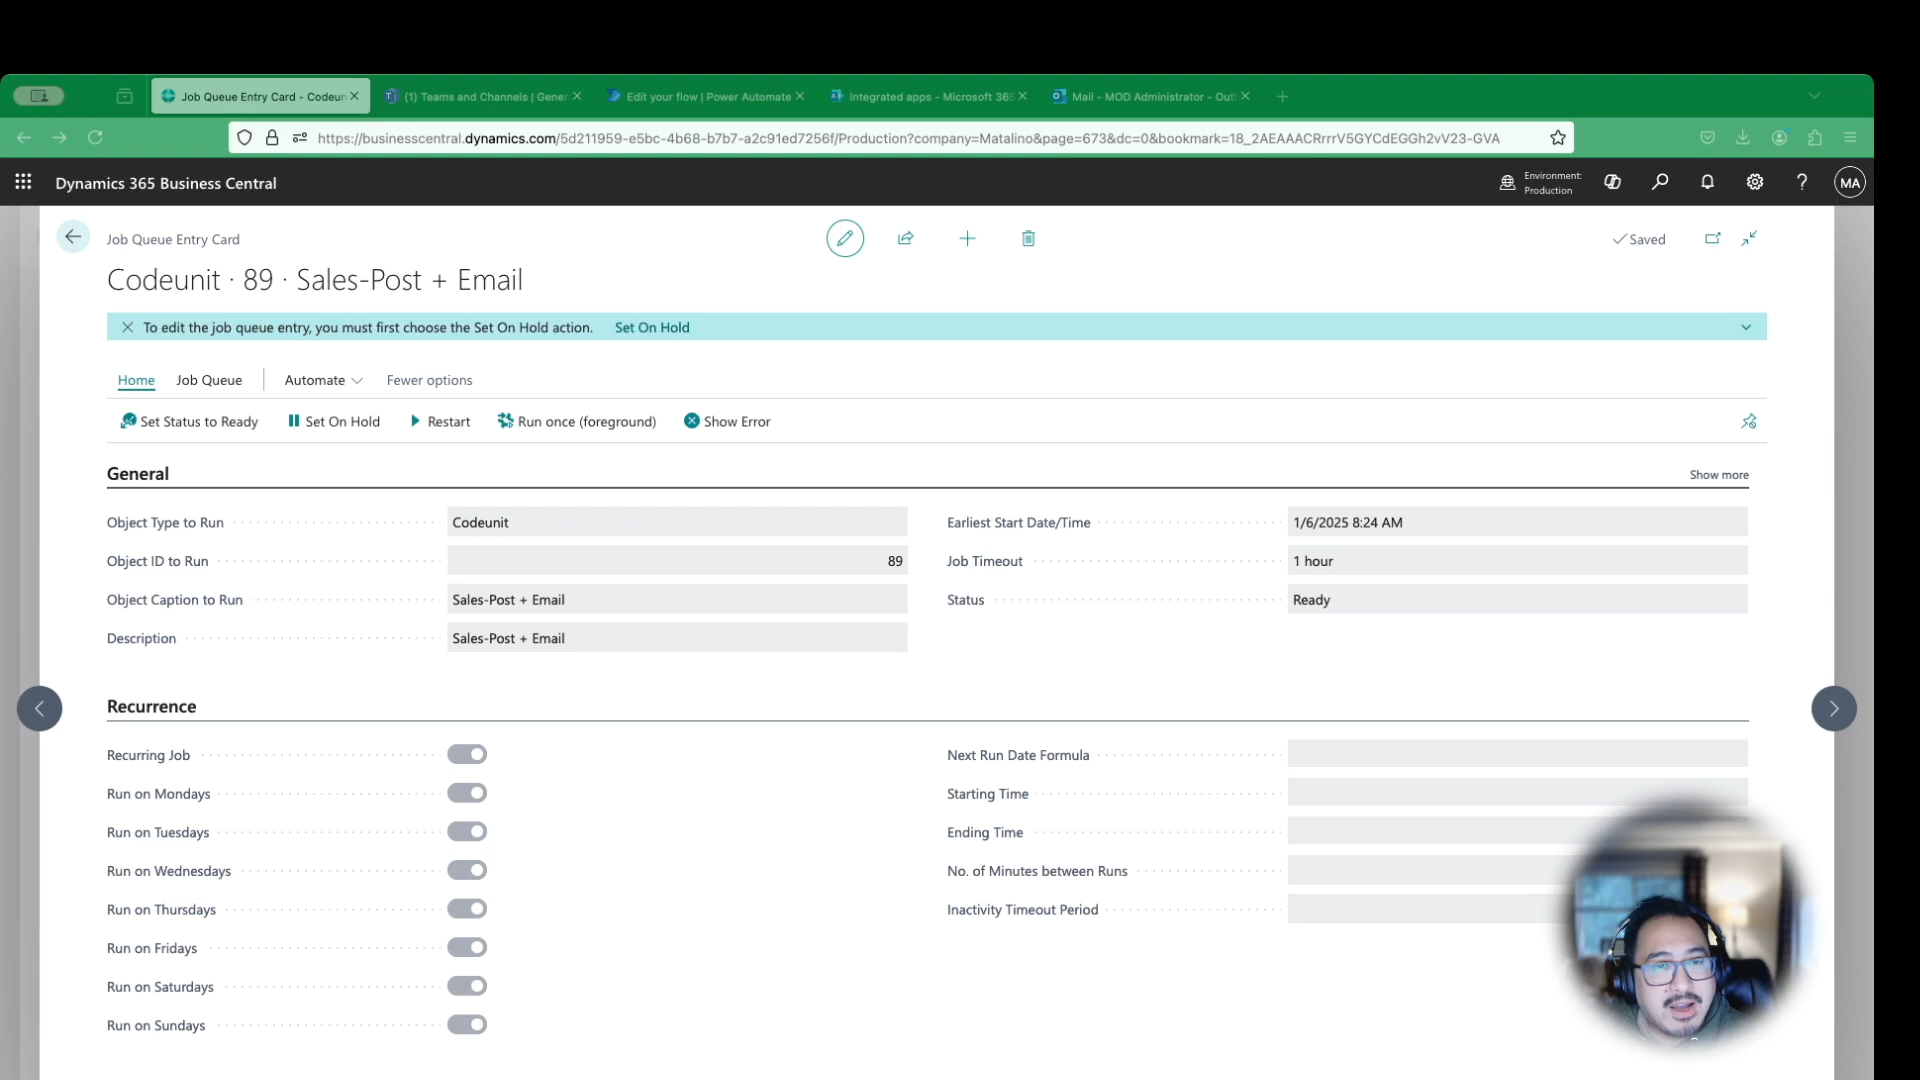 Job Queue Entry Card - Codeun
(1) Teams and Channels | Gener
Edit your flow | Power Automate
Integrated apps - Microsoft 365
Mail - MOD Administrator - Out
https://businesscentral.dynamics.com/5d211959-e5bc-4b68-b7b7-a2c91ed7256f/Production?company=Matalino&page=673&dc=0&bookmark=18_2AEAAACRrrrV5GYCdEGGh2vV23-GVA
Dynamics 365 Business Central
Environment:
Production
MA
Job Queue Entry Card
Saved
Codeunit · 89 · Sales-Post + Email
To edit the job queue entry, you must first choose the Set On Hold action. Set On Hold
Home Job Queue Automate Fewer options
Set Status to Ready Set On Hold Restart Run once (foreground) Show Error
General
Show more
Object Type to Run Codeunit
Object ID to Run 89
Object Caption to Run Sales-Post + Email
Description Sales-Post + Email
Earliest Start Date/Time 1/6/2025 8:24 AM
Job Timeout 1 hour
Status Ready
Recurrence
Recurring Job
Run on Mondays
Run on Tuesdays
Run on Wednesdays
Run on Thursdays
Run on Fridays
Run on Saturdays
Run on Sundays
Next Run Date Formula
Starting Time
Ending Time
No. of Minutes between Runs
Inactivity Timeout Period